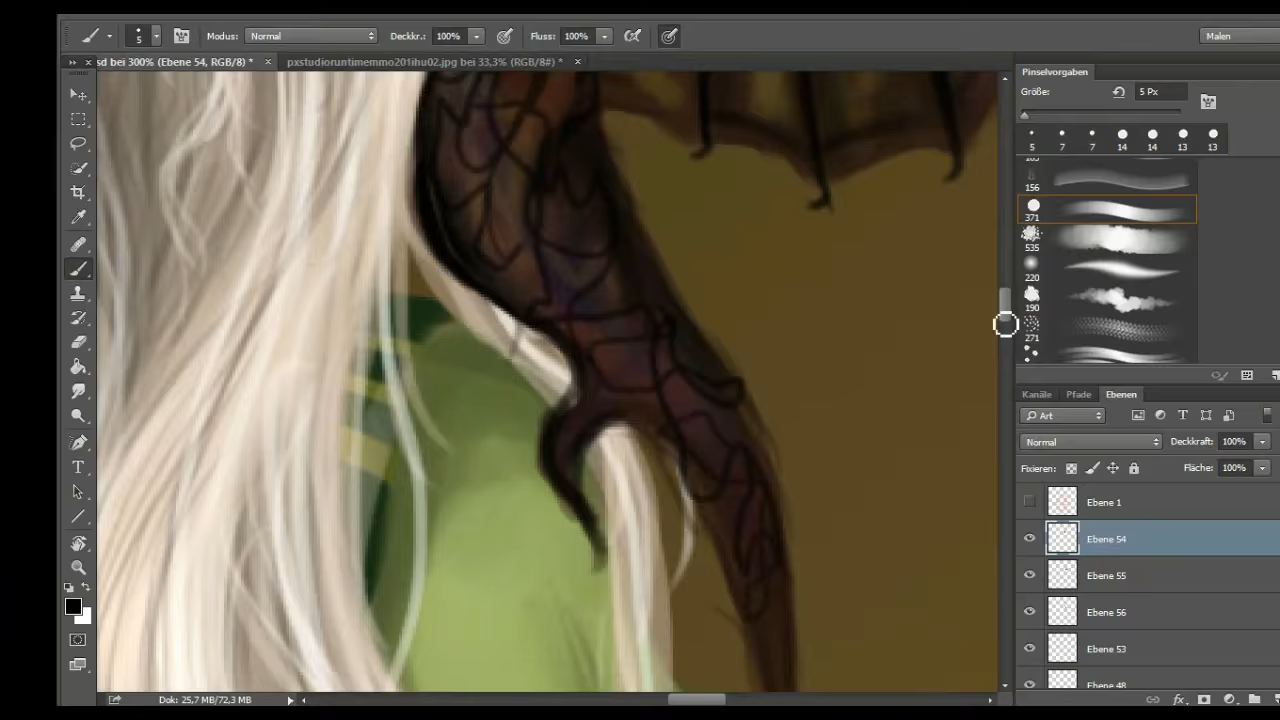 5 Modus: Normal Deckkr.: 100% Fluss: 100% Malen
sd bei 300% (Ebene 54, RGB/8) * × pxstudioruntimemmo201ihu02.jpg bei 33,3% (RGB/8#) * ×
Pinselvorgaben
Größe: 5 Px
5 7 7 14 14 13 13
156
371
535
220
190
271
Kanäle Pfade Ebenen
Art
Normal Deckkraft: 100%
Fixieren: Fläche: 100%
Ebene 1
Ebene 54
Ebene 55
Ebene 56
Ebene 53
Ebene 48
Dok: 25,7 MB/72,3 MB